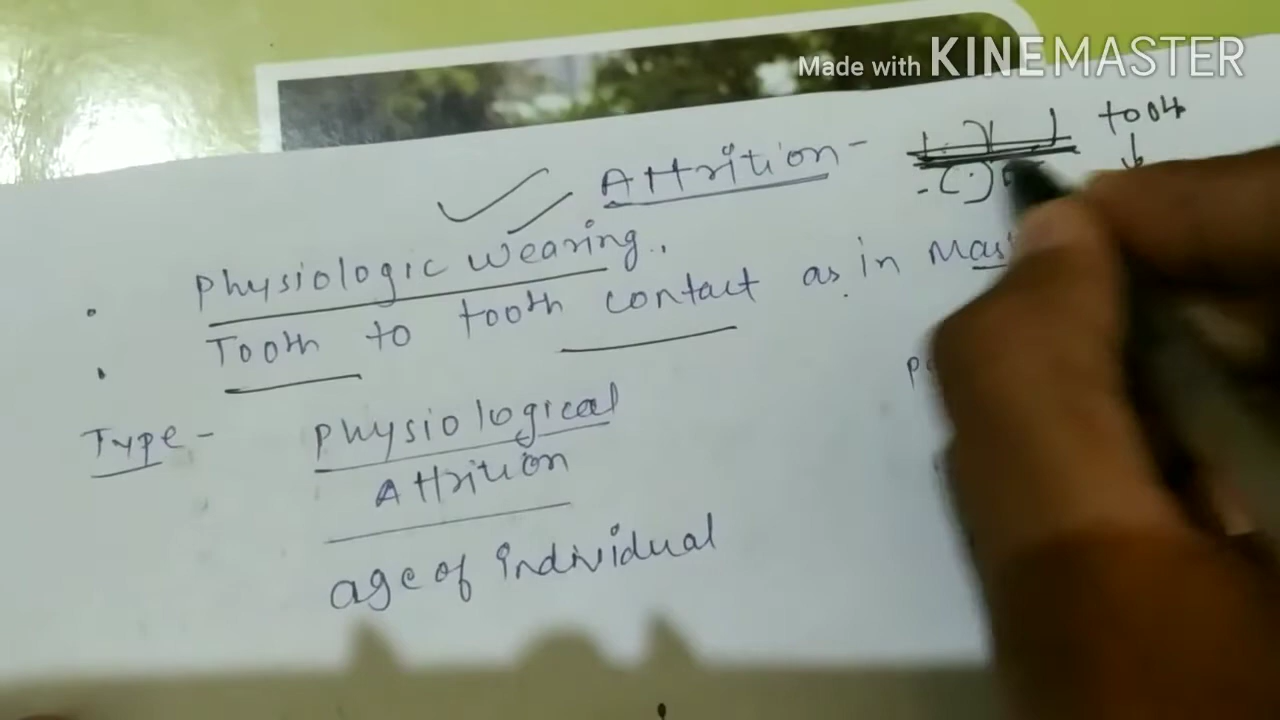 Made with KINEMASTER
Attrition - tooth
Physiologic wearing.
Tooth to tooth contact as in
Type - Physiological
Attrition
age of individual